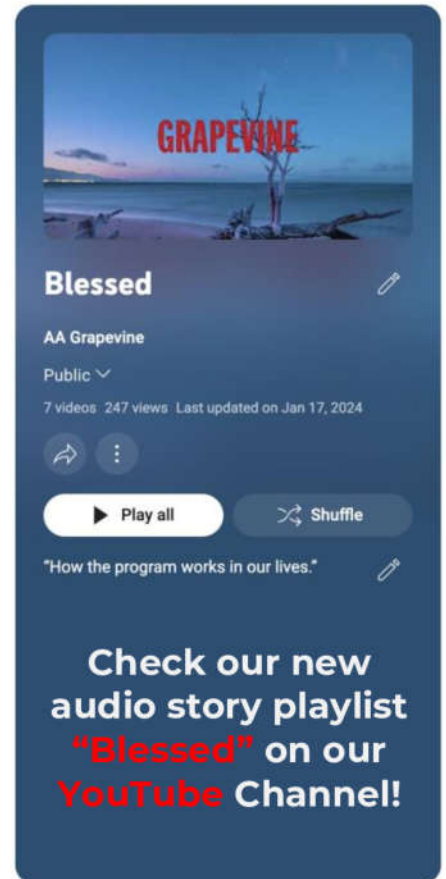 GRAPEVINE
Blessed
AA Grapevine
Public
7 videos 247 views Last updated on Jan 17, 2024
Play all
Shuffle
"How the program works in our lives."
Check our new
audio story playlist
“Blessed” on our
YouTube Channel!